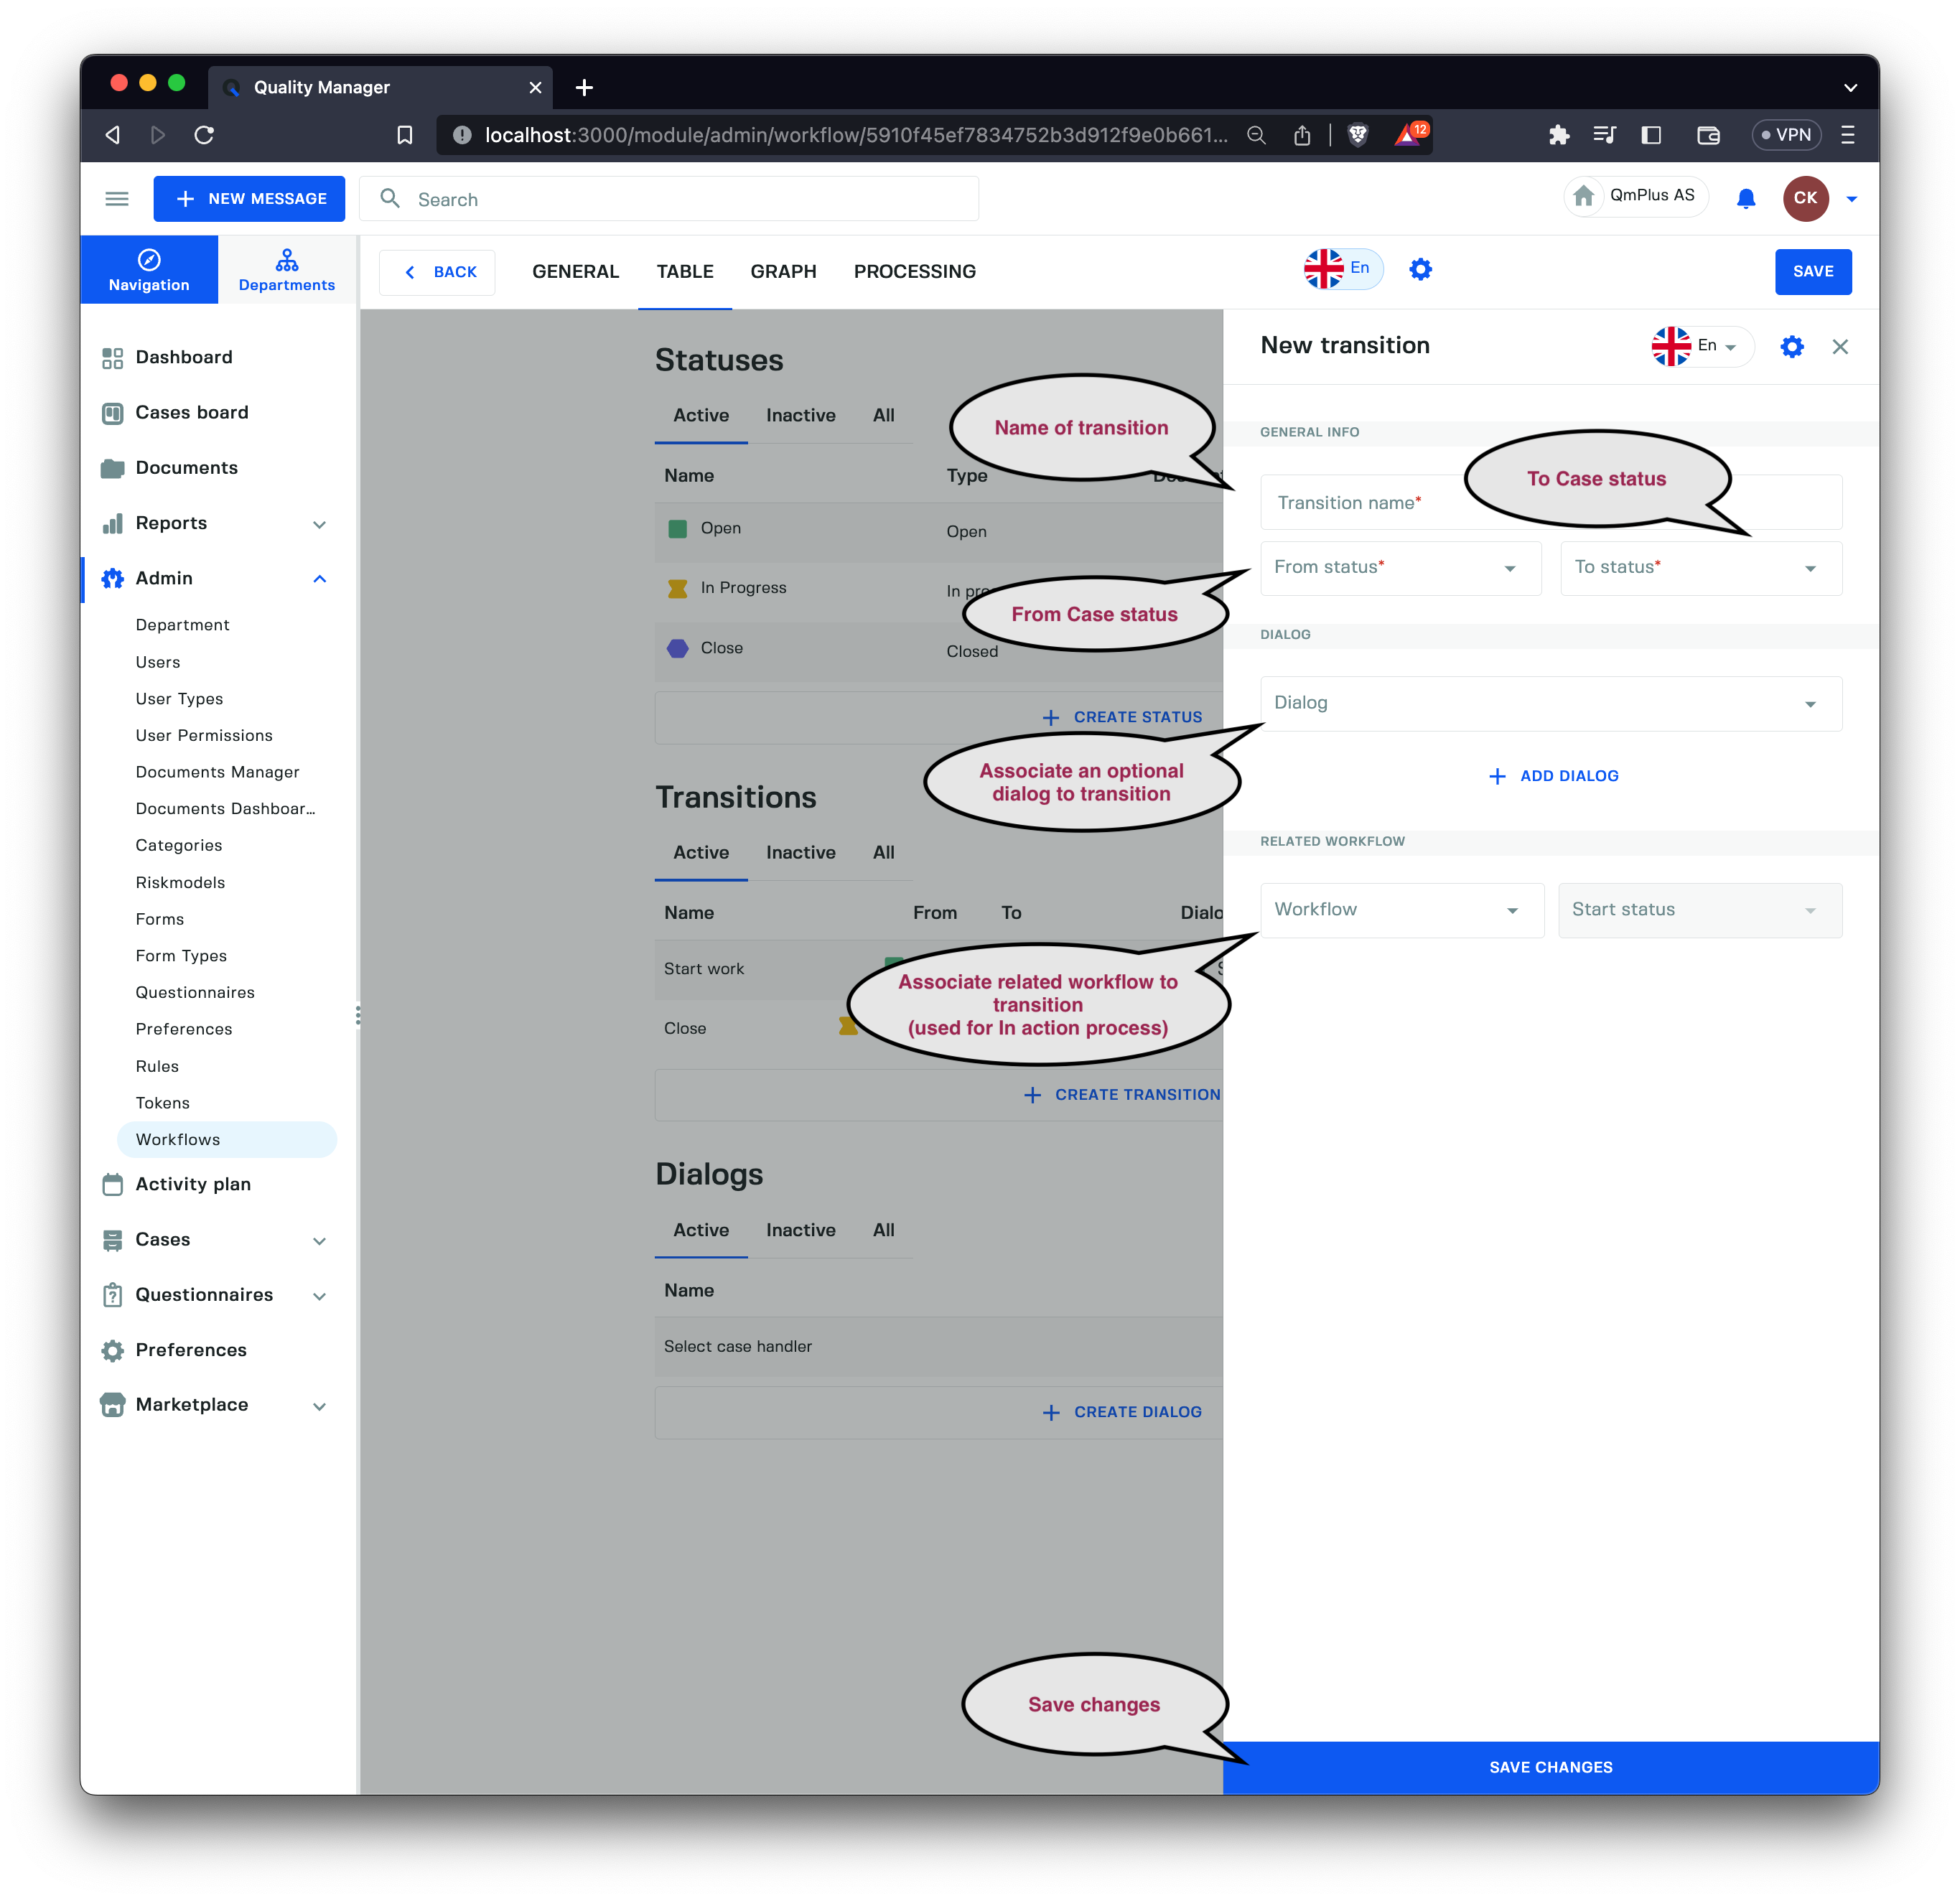 Quality Manager
localhost:3000/module/admin/workflow/5910f45ef7834752b3d912f9e0b661...
12
VPN
NEW MESSAGE
Search
QmPlus AS
CK
Navigation
Departments
BACK
GENERAL
TABLE
GRAPH
PROCESSING
En
SAVE
Dashboard
Cases board
Documents
Reports
Admin
Department
Users
User Types
User Permissions
Documents Manager
Documents Dashboar...
Categories
Riskmodels
Forms
Form Types
Questionnaires
Preferences
Rules
Tokens
Workflows
Activity plan
Cases
Questionnaires
Preferences
Marketplace
Statuses
Active Inactive All
Name Type
Open Open
In Progress
Close Closed
CREATE STATUS
Transitions
Active Inactive All
Name From To
Start work
Close
CREATE TRANSITION
Dialogs
Active Inactive All
Name
Select case handler
CREATE DIALOG
New transition
En
GENERAL INFO
Transition name*
From status*
To status*
DIALOG
Dialog
ADD DIALOG
RELATED WORKFLOW
Workflow
Start status
SAVE CHANGES
Name of transition
To Case status
From Case status
Associate an optional
dialog to transition
Associate related workflow to
transition
(used for In action process)
Save changes